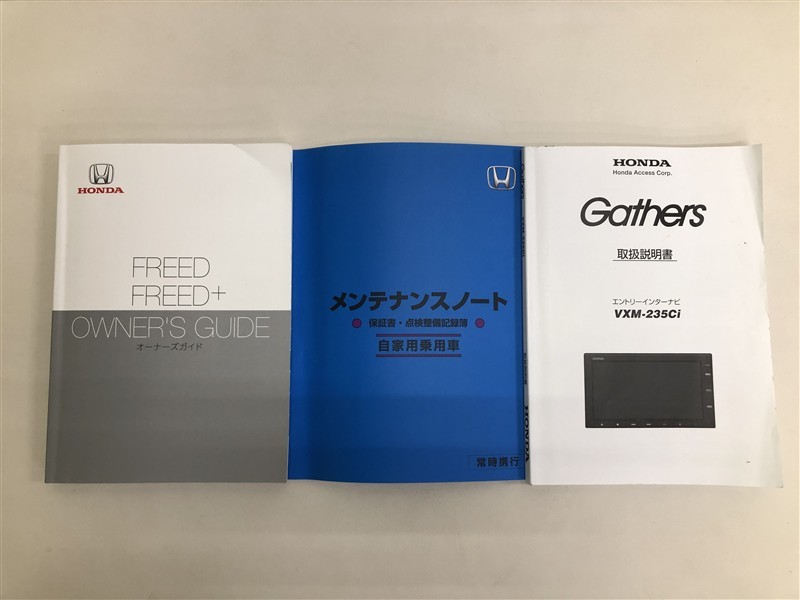 HONDA
FREED
FREED+
OWNER'S GUIDE
オーナーズガイド
メンテナンスノート
保証書・点検整備記録簿
自家用乗用車
常時携行
HONDA
HONDA
Honda Access Corp.
Gathers
取扱説明書
エントリーインターナビ
VXM-235Ci